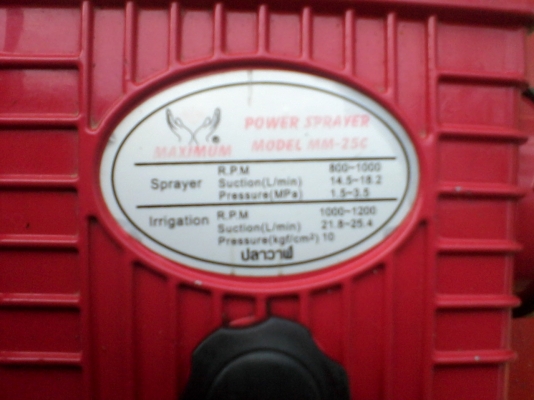 POWER SPRAYER
MAXIMUM ® MODEL MM-25C
Sprayer R.P.M 800~1000
Suction(L/min) 14.5~18.2
Pressure(MPa) 1.5~3.5
Irrigation R.P.M 1000~1200
Suction(L/min) 21.8~25.4
Pressure(kgf/cm²) 10
ปลาวาฬ